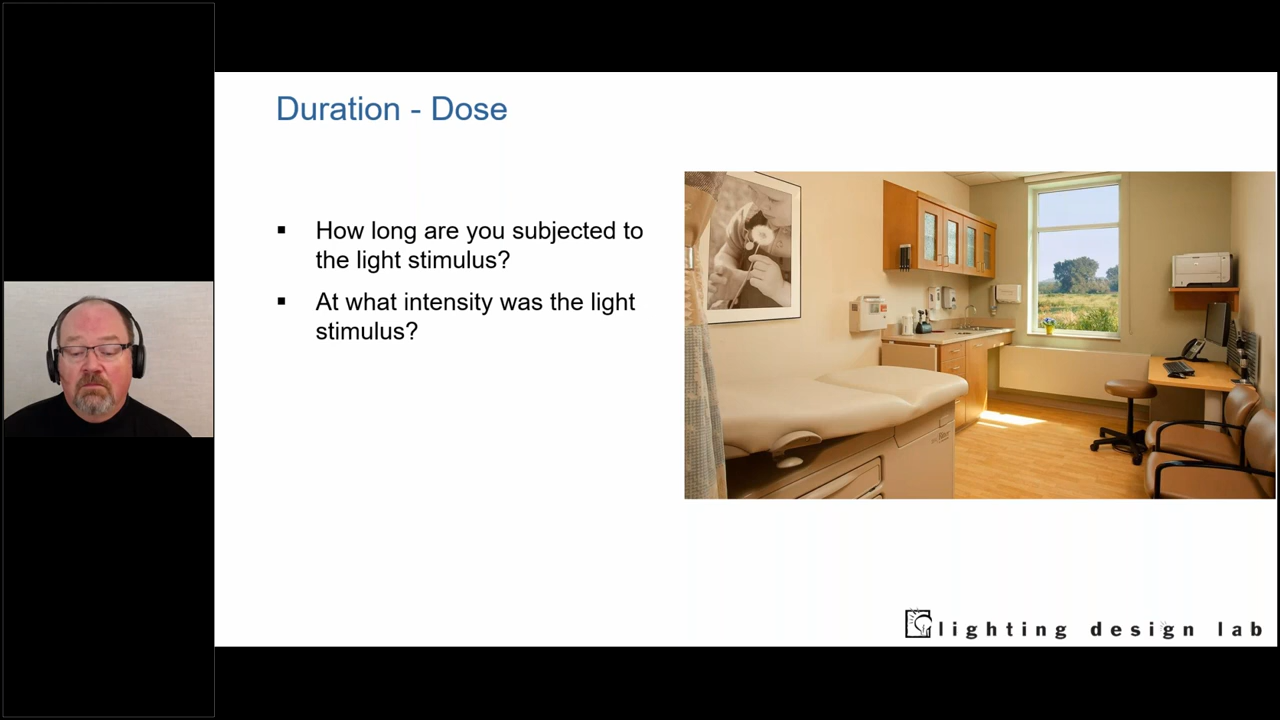 Duration - Dose
▪ How long are you subjected to
the light stimulus?
▪ At what intensity was the light
stimulus?
lighting design lab